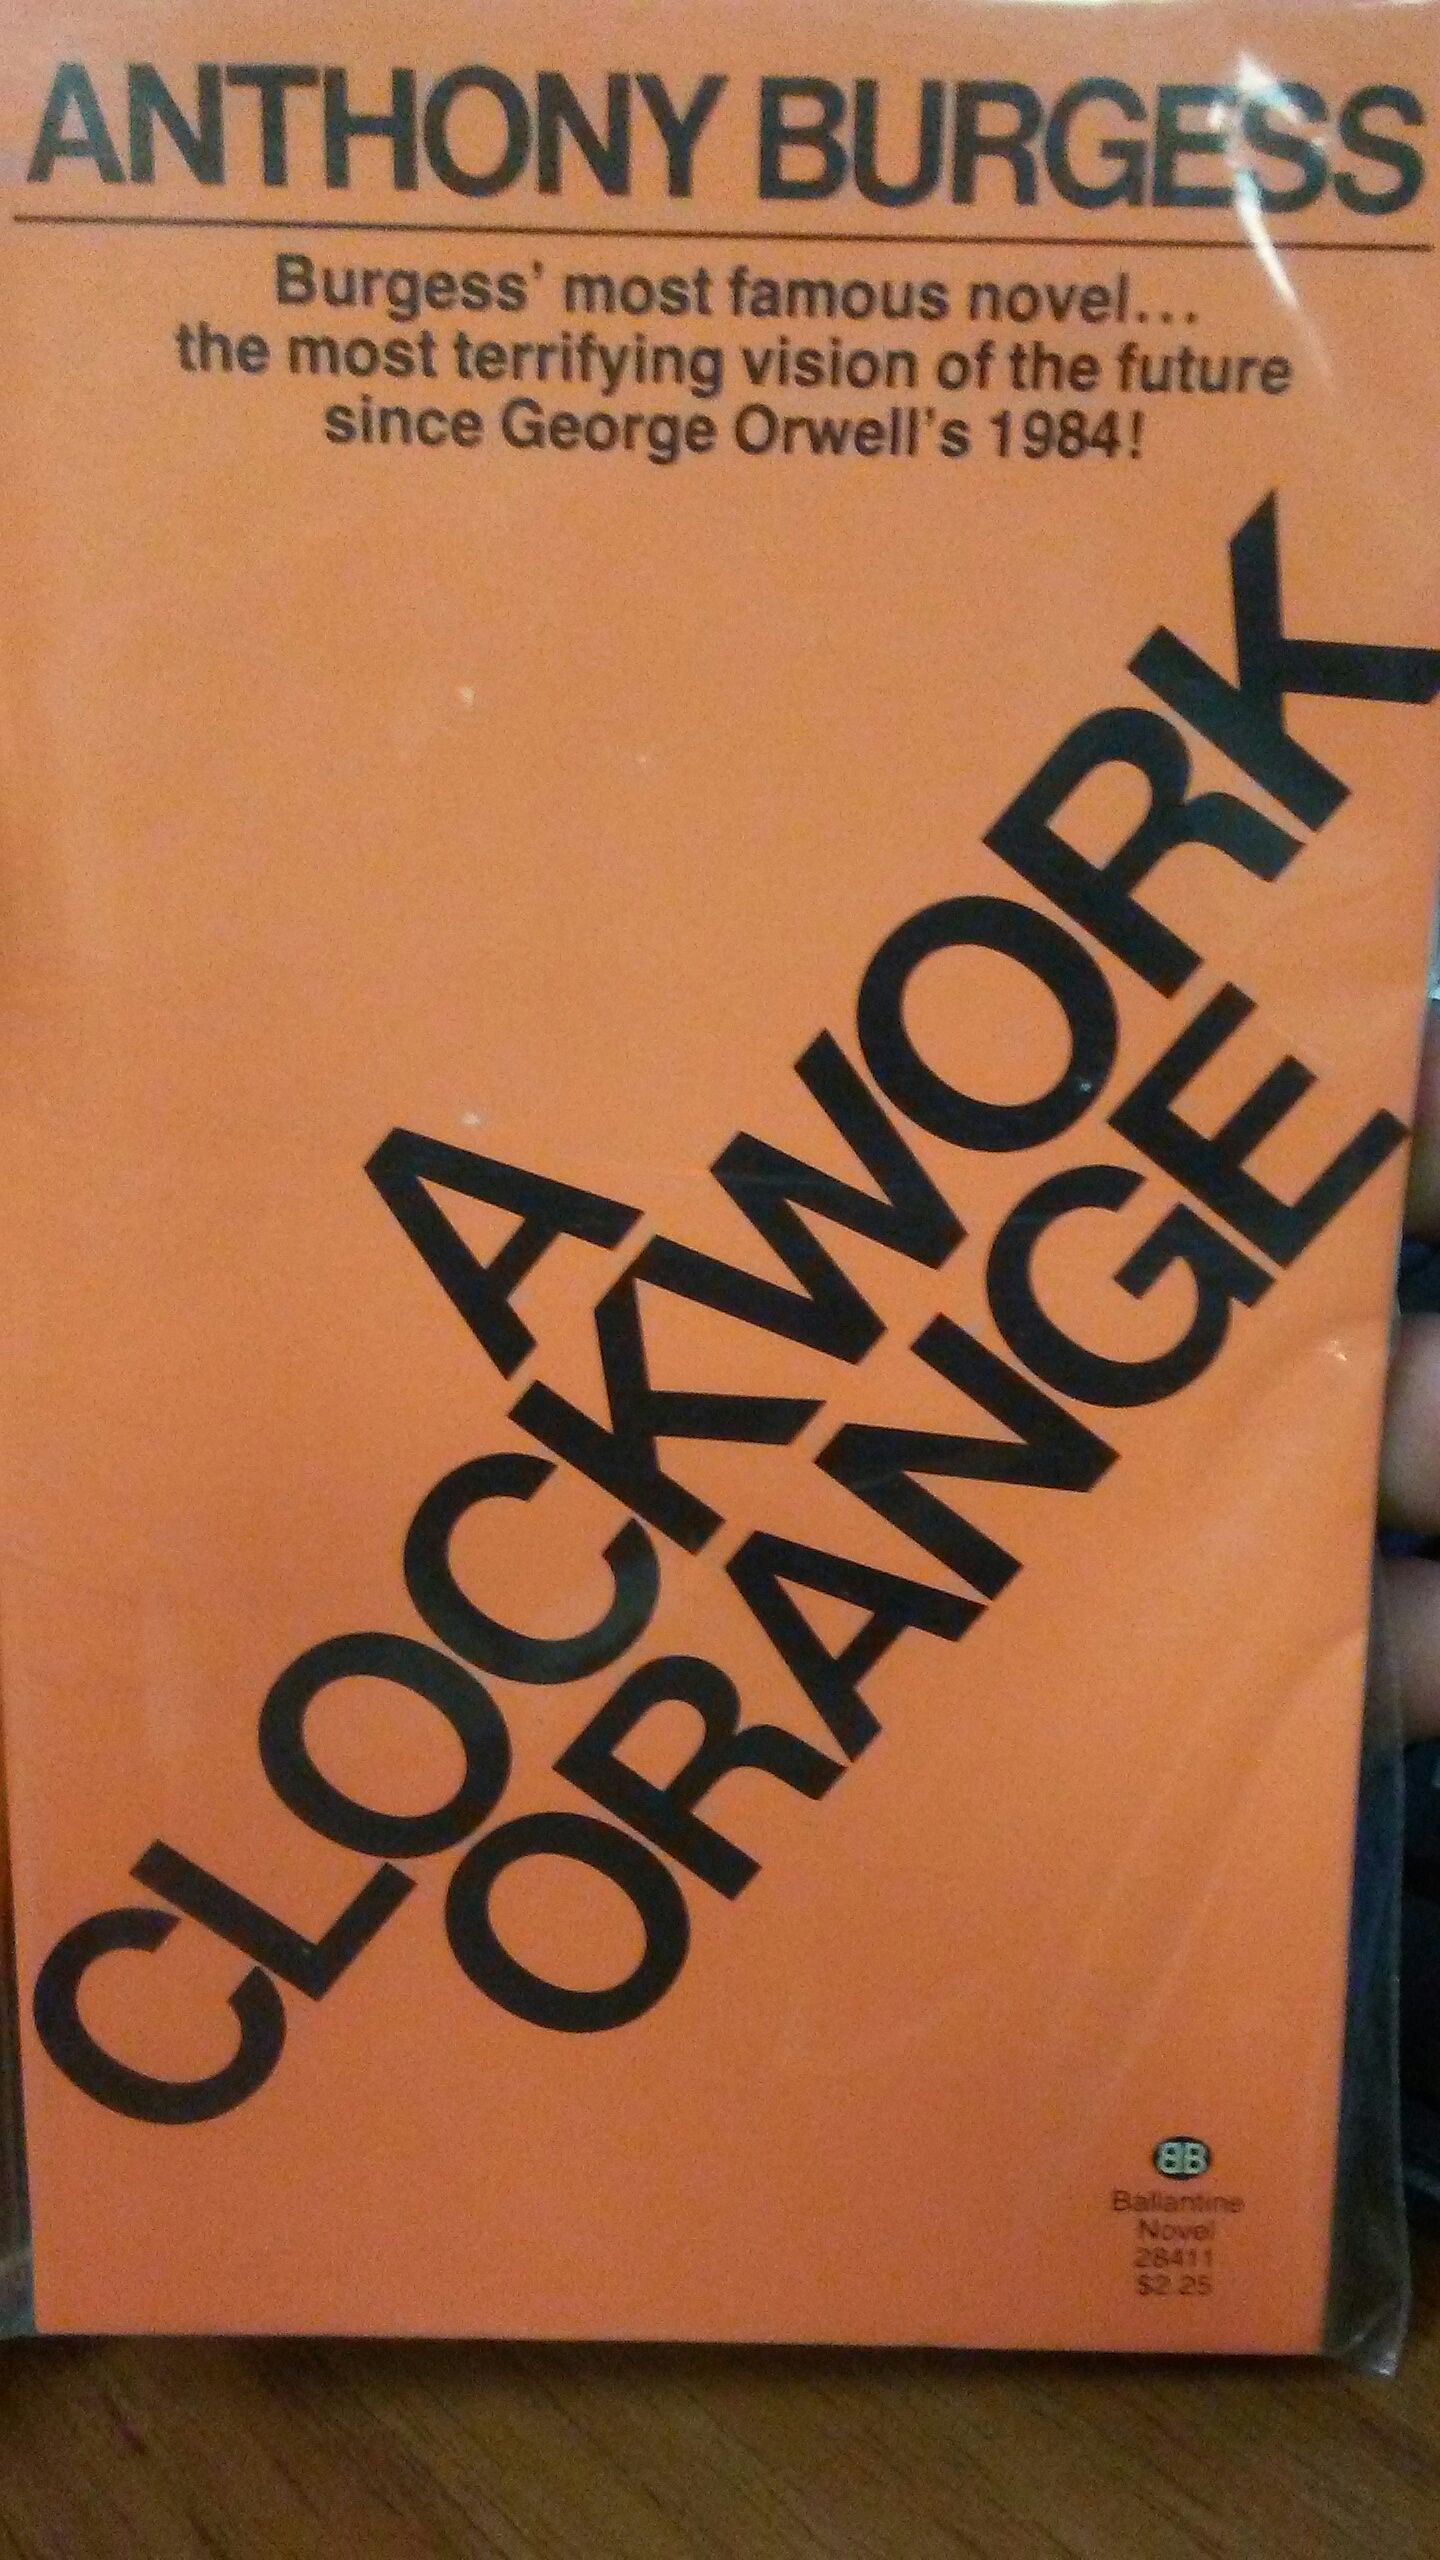 ANTHONY BURGESS
Burgess' most famous novel...
the most terrifying vision of the future
since George Orwell's 1984!
A
CLOCKWORK
ORANGE
BB
Ballantine
Novel
28411
$2.25